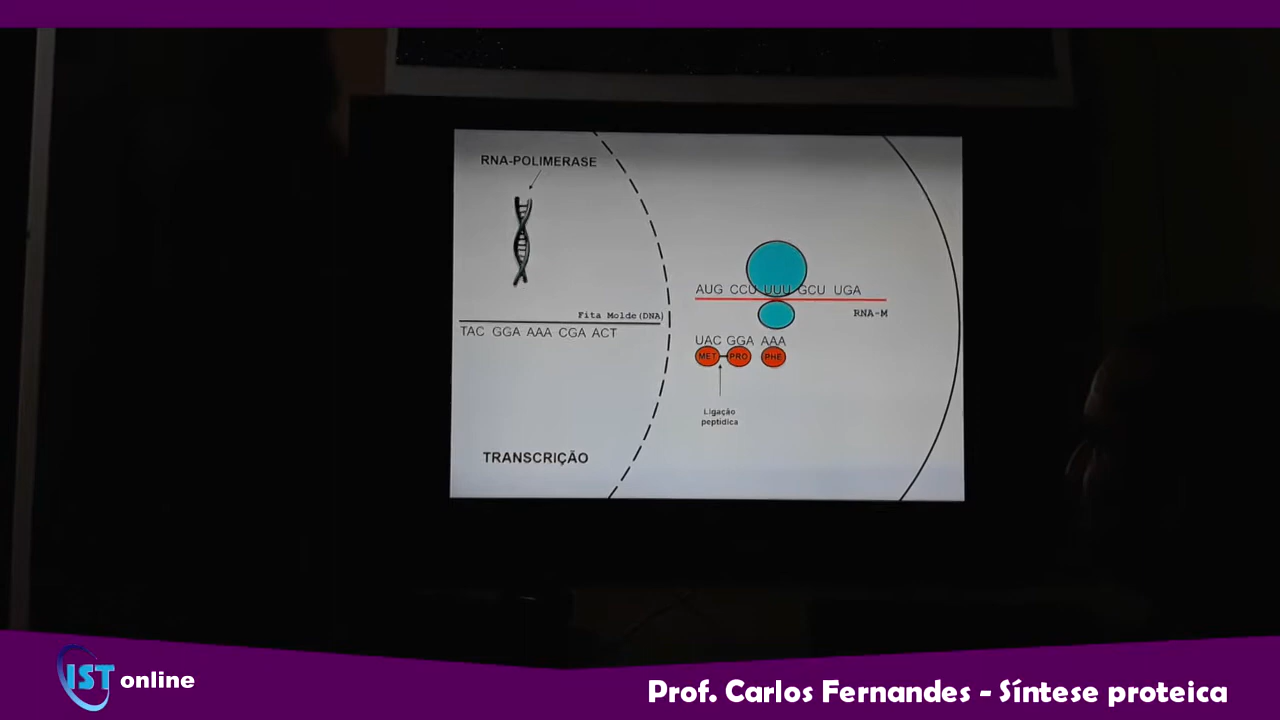 RNA-POLIMERASE
Fita Molde(DNA)
TAC GGA AAA CGA ACT
TRANSCRIÇÃO
AUG CCU UUU GCU UGA
RNA-M
UAC GGA AAA
MET PRO PHE
Ligação
peptídica
IST online
Prof. Carlos Fernandes - Síntese proteica